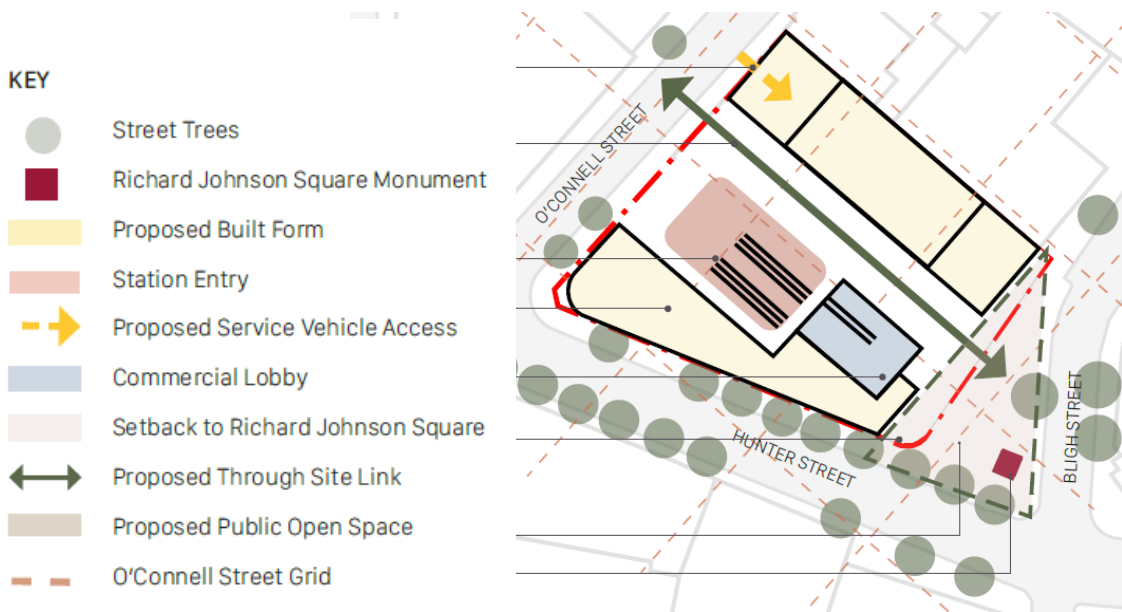 KEY
Street Trees
Richard Johnson Square Monument
Proposed Built Form
Station Entry
Proposed Service Vehicle Access
Commercial Lobby
Setback to Richard Johnson Square
Proposed Through Site Link
Proposed Public Open Space
O'Connell Street Grid
O'CONNELL STREET
HUNTER STREET
BLIGH STREET